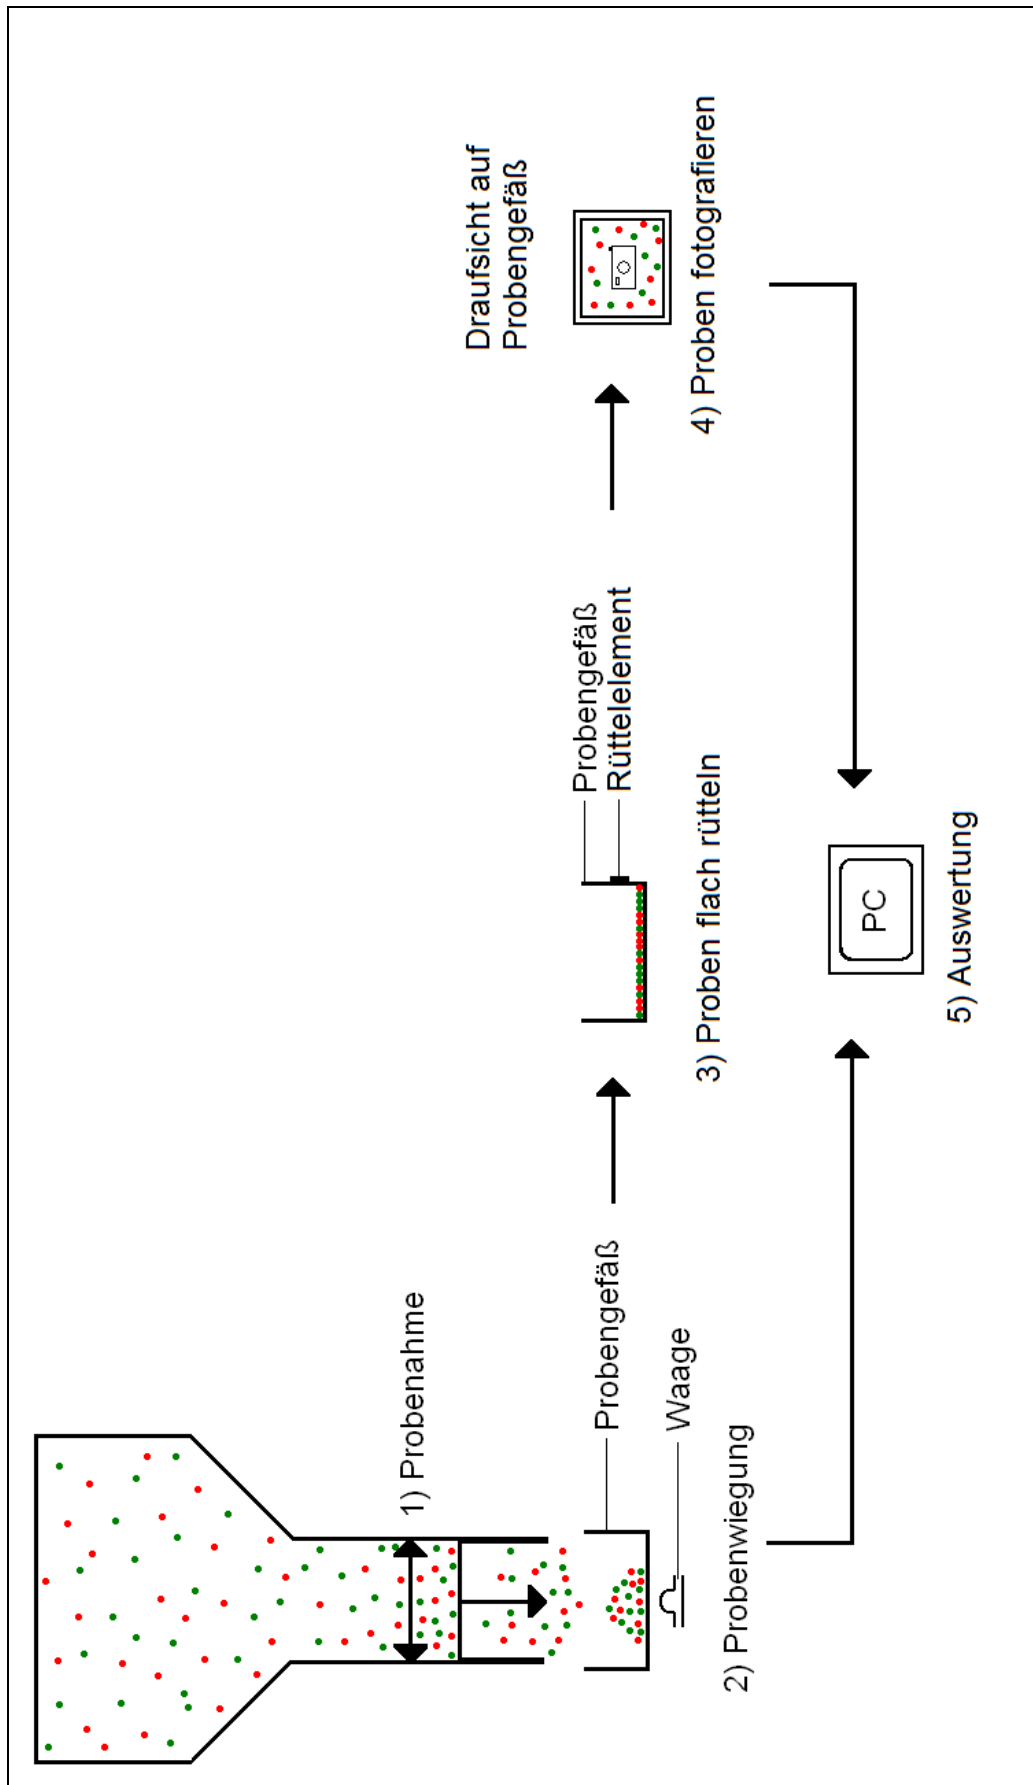 1) Probenahme
Probengefäß
Waage
2) Probenwiegung
Probengefäß
Rüttelelement
3) Proben flach rütteln
Draufsicht auf
Probengefäß
4) Proben fotografieren
PC
5) Auswertung